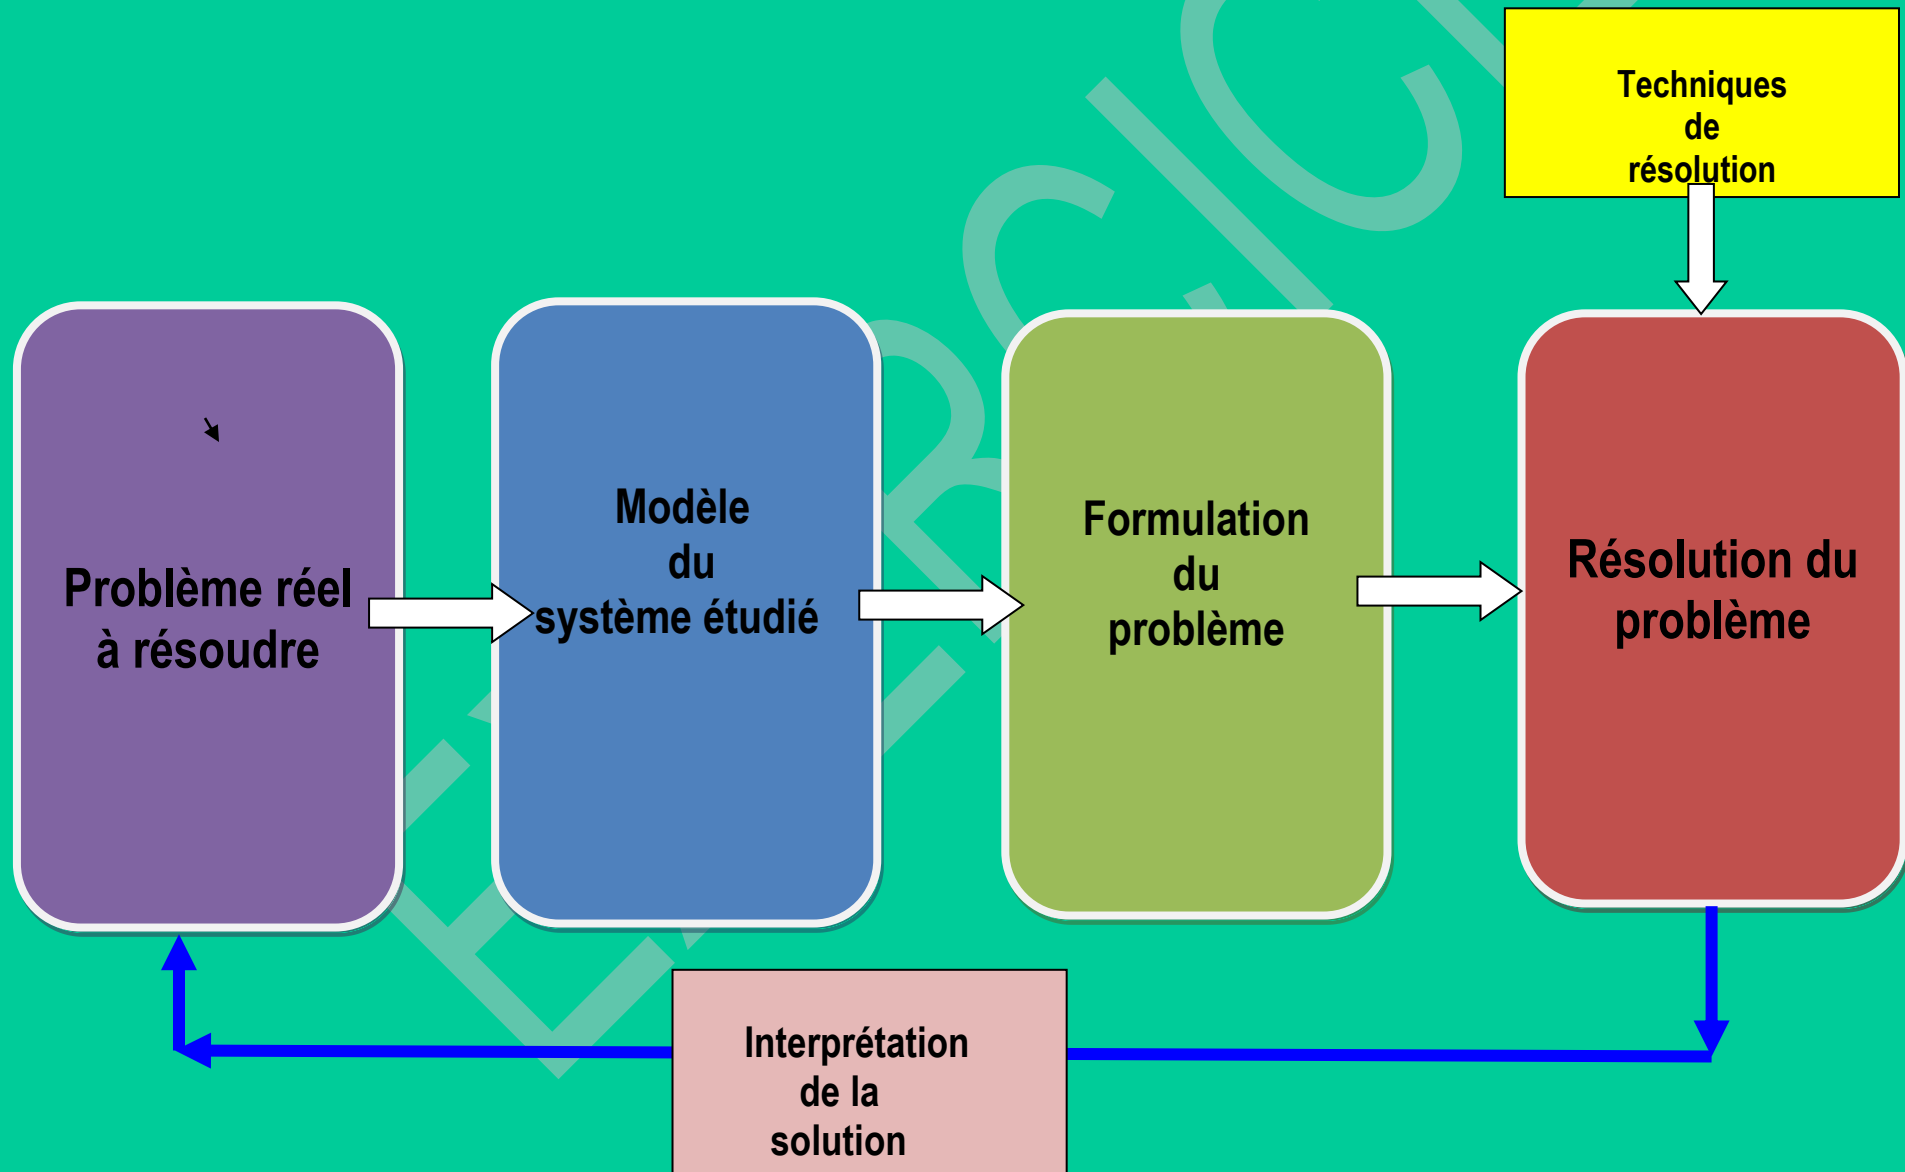 Techniques
de
résolution
Problème réel
à résoudre
Modèle
du
système étudié
Formulation
du
problème
Résolution du
problème
Interprétation
de la
solution